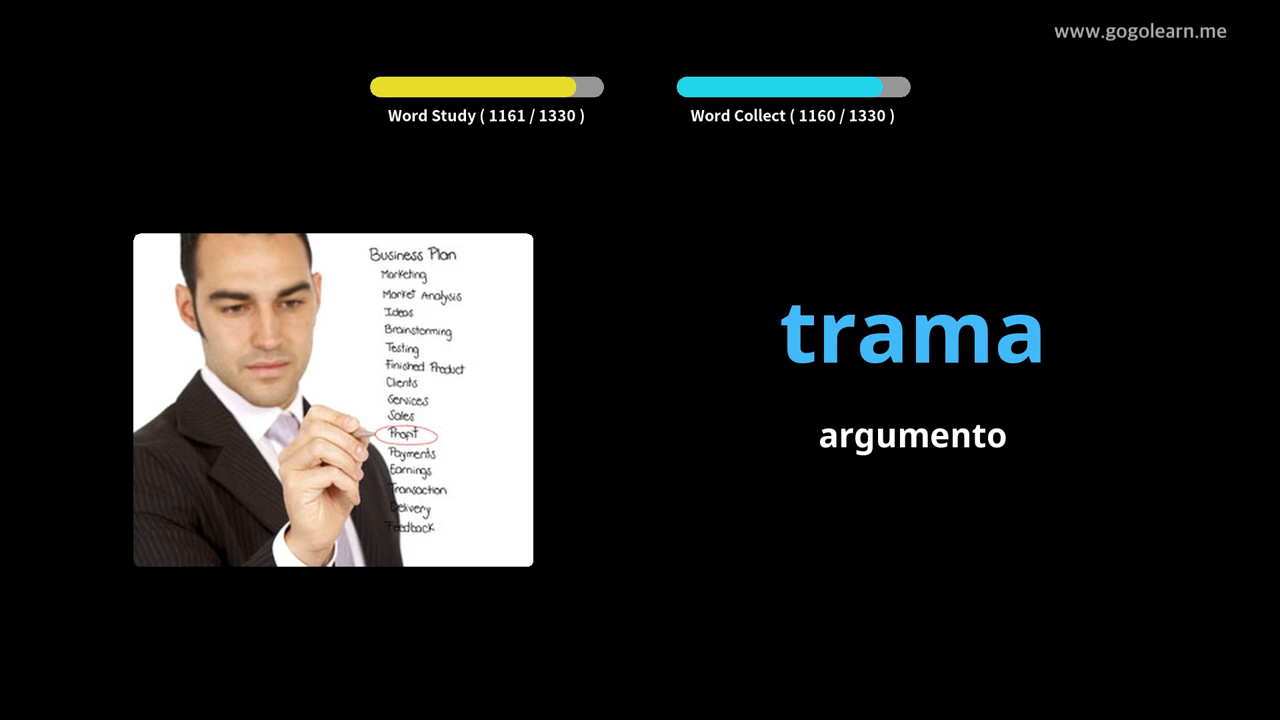 www.gogolearn.me
Word Study ( 1161 / 1330 )
Word Collect ( 1160 / 1330 )
Business Plan
Marketing
Market Analysis
Ideas
Brainstorming
Testing
Finished Product
Clients
Services
Sales
Profit
Payments
Earnings
Transaction
Delivery
Feedback
trama
argumento